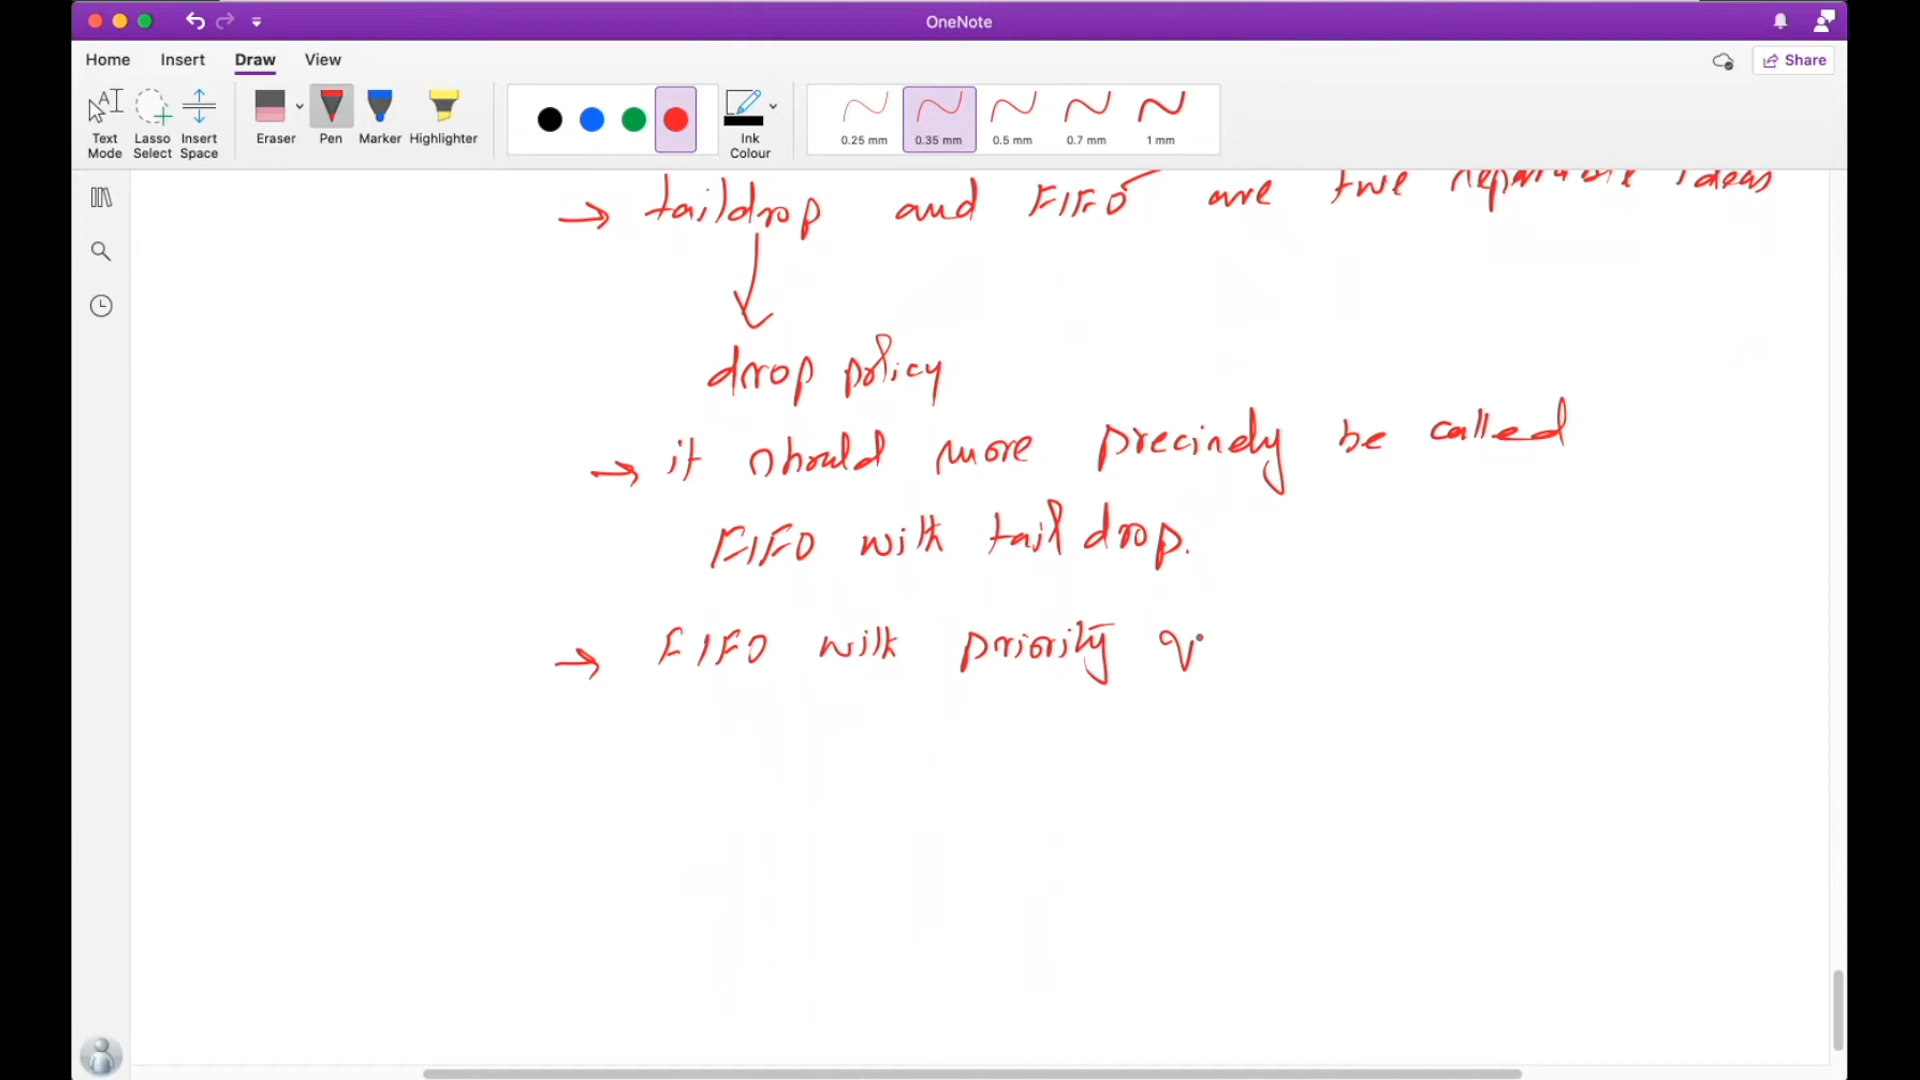 OneNote
Home Insert Draw View
Share
Text Mode
Lasso Select
Insert Space
Eraser
Pen
Marker
Highlighter
Ink Colour
0.25 mm
0.35 mm
0.5 mm
0.7 mm
1 mm
→ taildrop and FIFO are two separable ideas
drop policy
→ it should more precisely be called
FIFO with tail drop.
→ FIFO with priority q